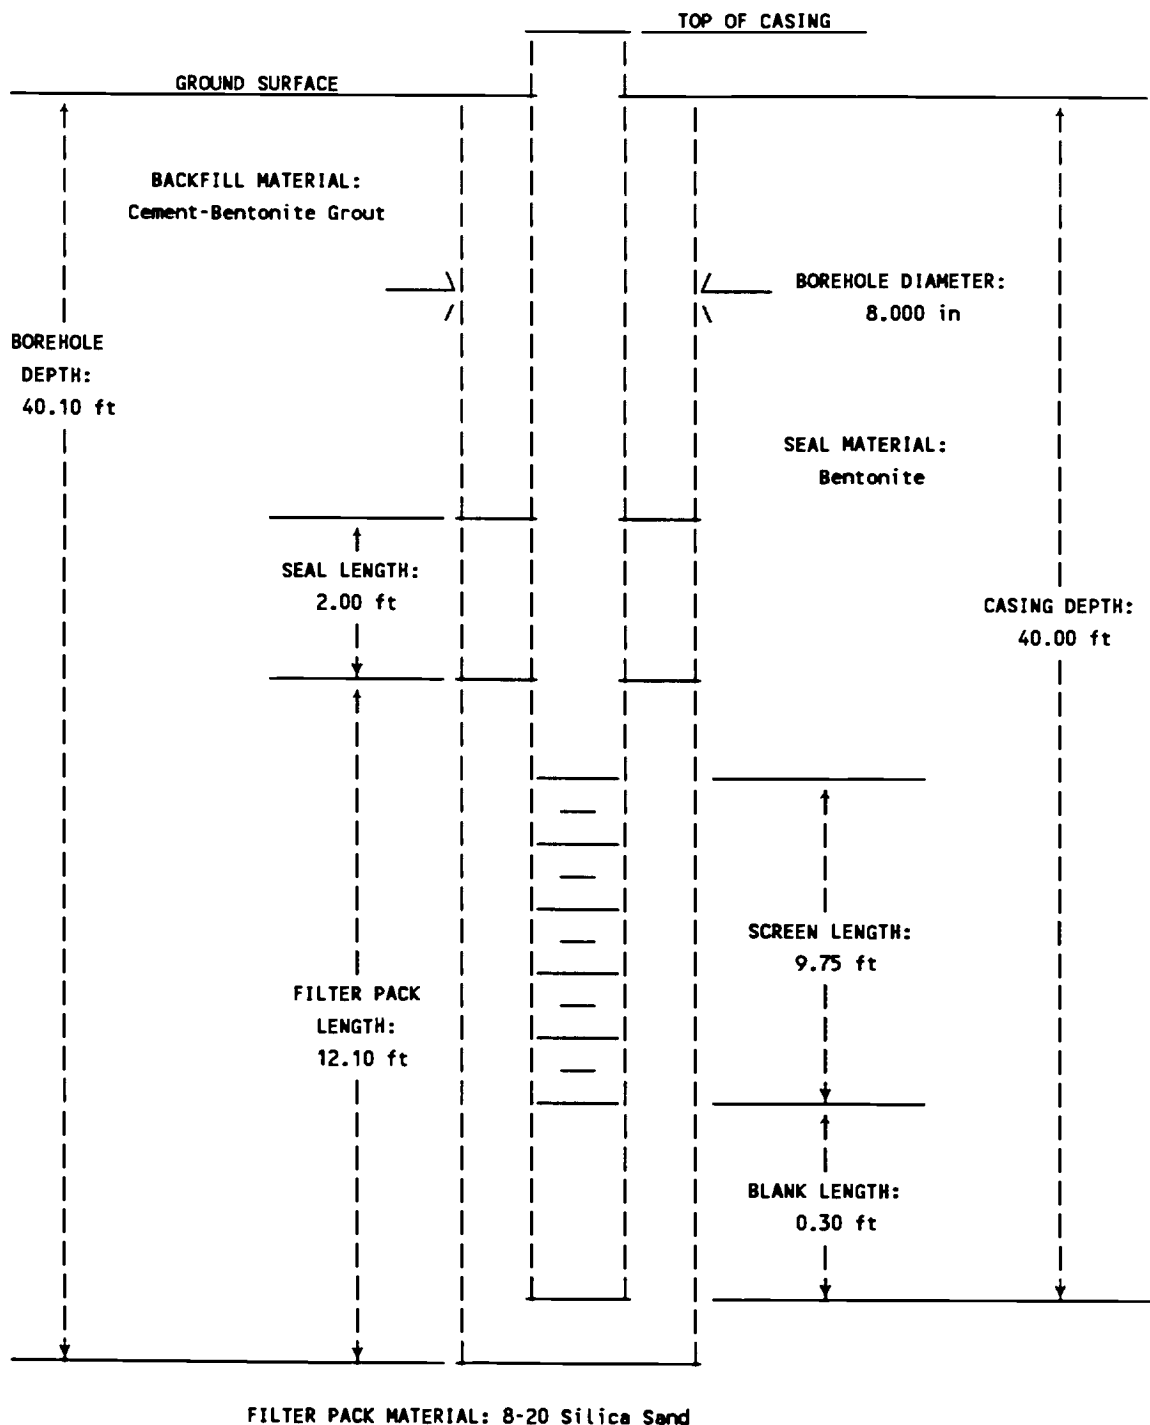 TOP OF CASING
GROUND SURFACE
BACKFILL MATERIAL:
Cement-Bentonite Grout
BOREHOLE DIAMETER:
8.000 in
BOREHOLE
DEPTH:
40.10 ft
SEAL MATERIAL:
Bentonite
SEAL LENGTH:
2.00 ft
CASING DEPTH:
40.00 ft
SCREEN LENGTH:
9.75 ft
FILTER PACK
LENGTH:
12.10 ft
BLANK LENGTH:
0.30 ft
FILTER PACK MATERIAL: 8-20 Silica Sand